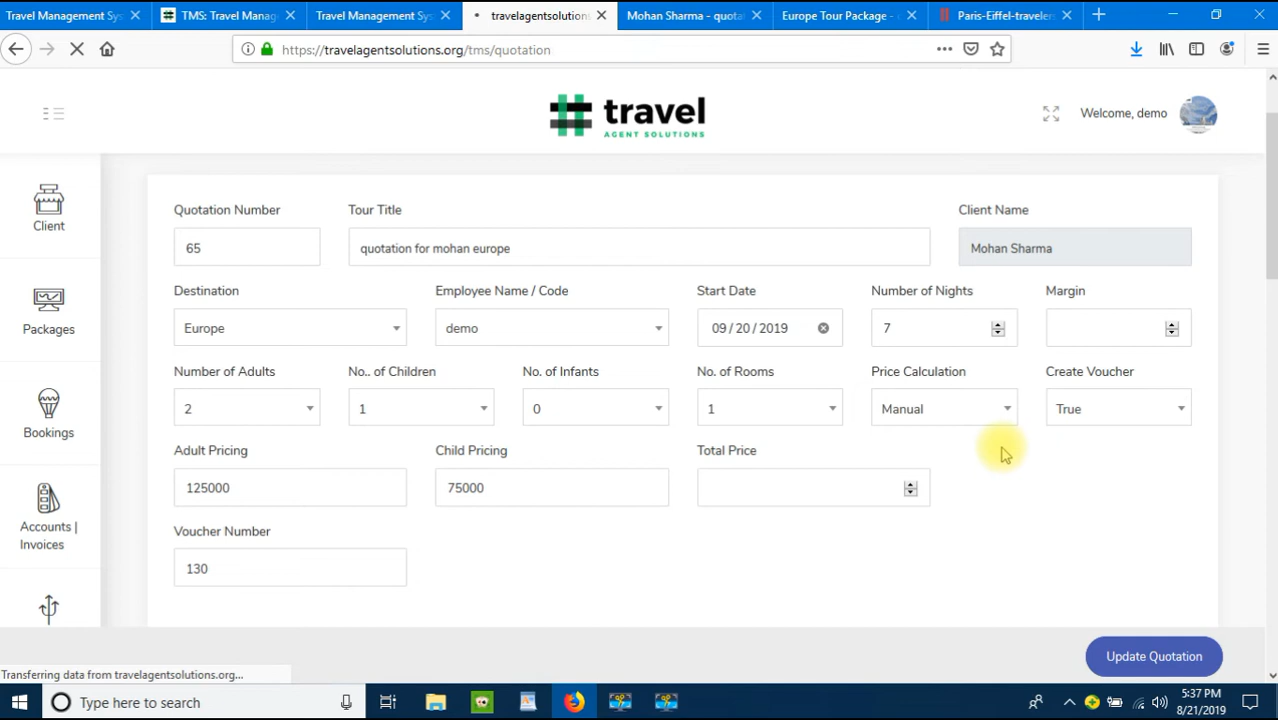 Travel Management Sys
TMS: Travel Manag
Travel Management Sys
travelagentsolution
Mohan Sharma - quota
Europe Tour Package -
Paris-Eiffel-travelers
https://travelagentsolutions.org/tms/quotation
travel
AGENT SOLUTIONS
Welcome, demo
Client
Packages
Bookings
Accounts |
Invoices
Quotation Number
Tour Title
Client Name
65
quotation for mohan europe
Mohan Sharma
Destination
Employee Name / Code
Start Date
Number of Nights
Margin
Europe
demo
09 / 20 / 2019
7
Number of Adults
No.. of Children
No. of Infants
No. of Rooms
Price Calculation
Create Voucher
2
1
0
1
Manual
True
Adult Pricing
Child Pricing
Total Price
125000
75000
Voucher Number
130
Update Quotation
Transferring data from travelagentsolutions.org...
Type here to search
5:37 PM
8/21/2019